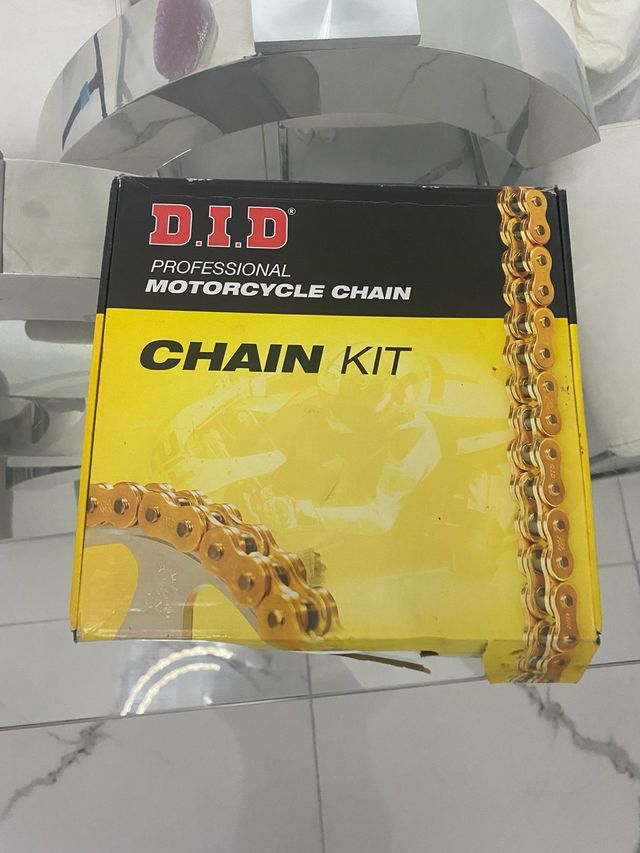 D.I.D®
PROFESSIONAL
MOTORCYCLE CHAIN
CHAIN KIT